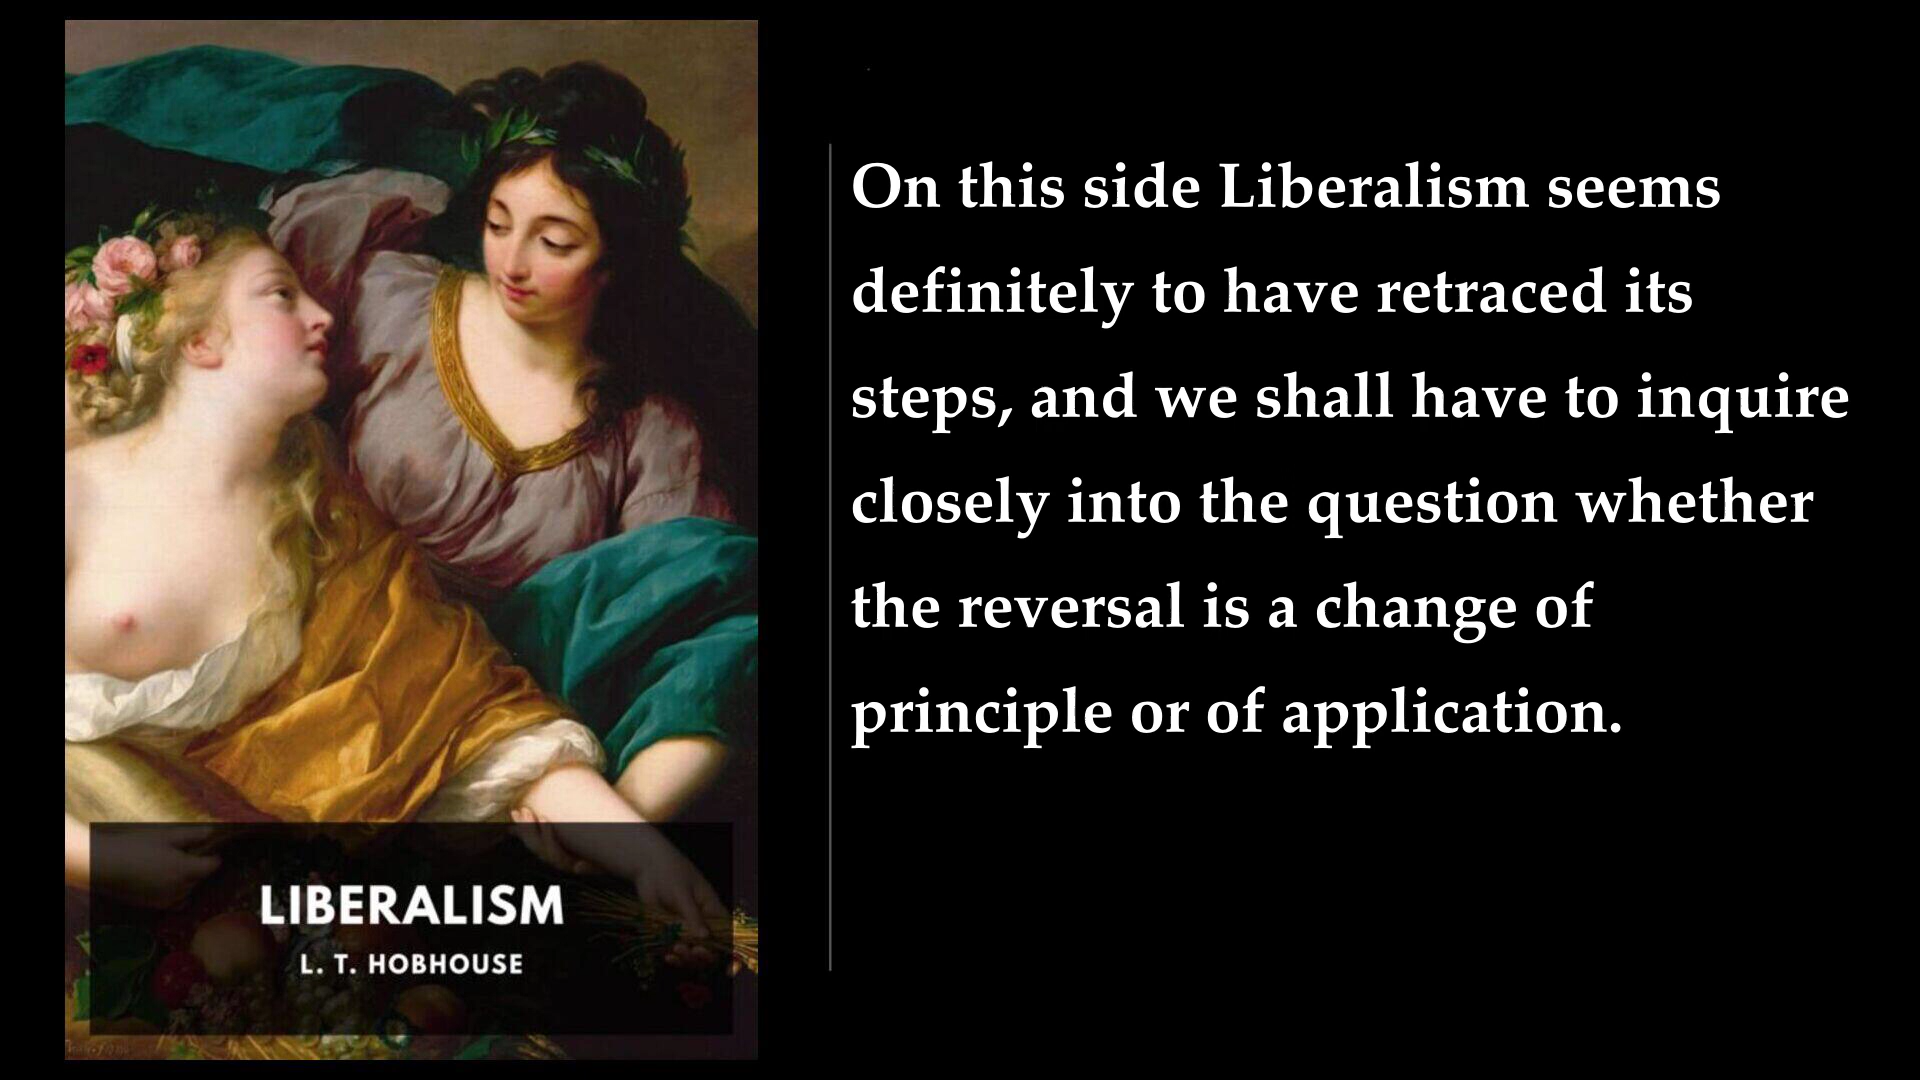 On this side Liberalism seems
definitely to have retraced its
steps, and we shall have to inquire
closely into the question whether
the reversal is a change of
principle or of application.
LIBERALISM
L. T. HOBHOUSE